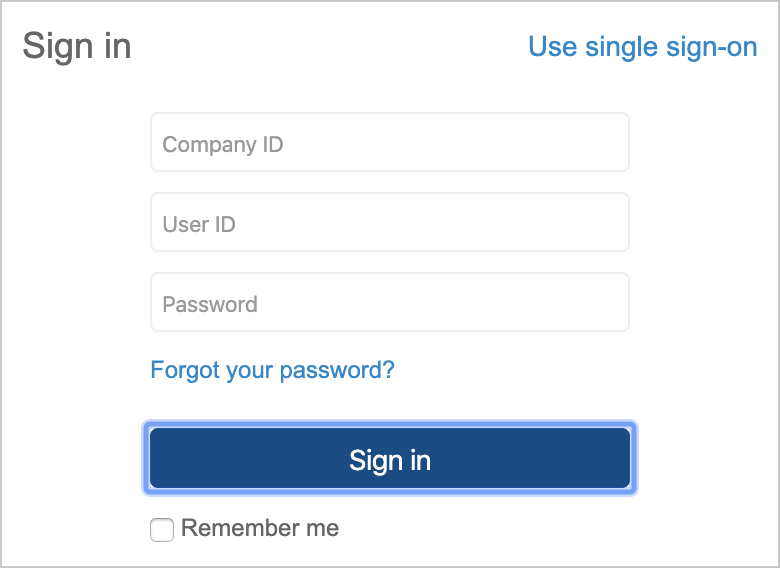 Sign in
Use single sign-on
Company ID
User ID
Password
Forgot your password?
Sign in
Remember me